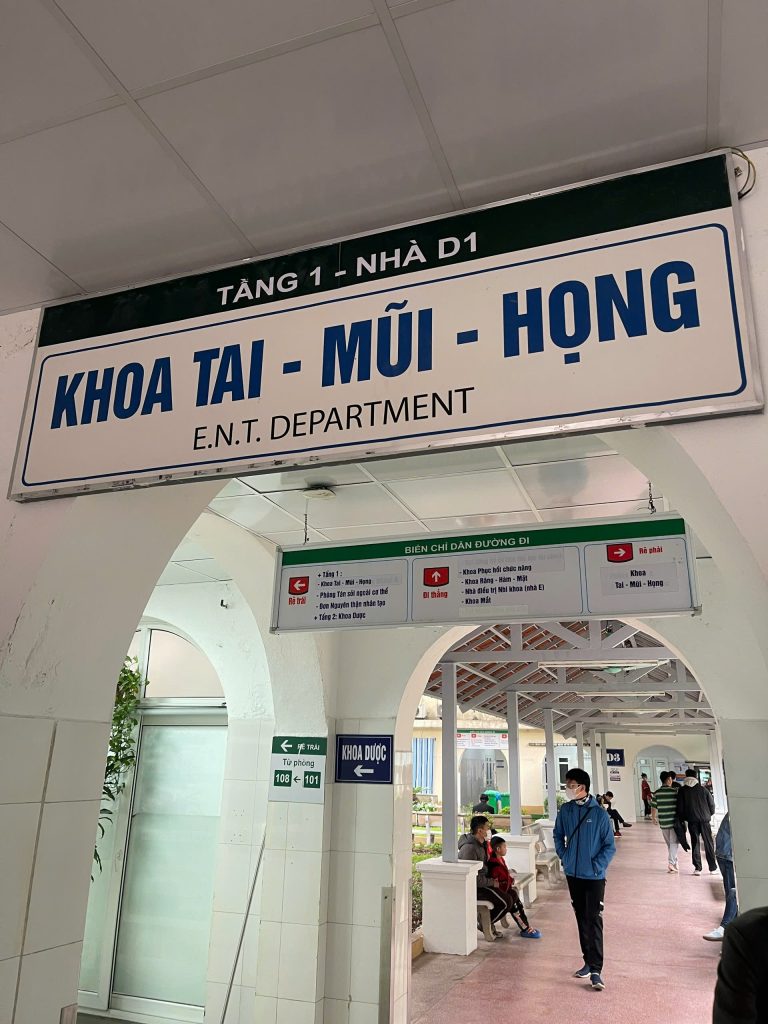 TẦNG 1 - NHÀ D1
KHOA TAI - MŨI - HỌNG
E.N.T. DEPARTMENT
BIỂN CHỈ DẪN ĐƯỜNG ĐI
Rẽ trái
+ Tầng 1 :
- Khoa Tai - Mũi - Họng
- Phòng Tán sỏi ngoài cơ thể
- Đơn Nguyên thận nhân tạo
+ Tầng 2: Khoa Dược
Đi thẳng
- Khoa Phục hồi chức năng
- Khoa Răng - Hàm - Mặt
- Nhà điều trị Nhi khoa (nhà E)
- Khoa Mắt
Rẽ phải
Khoa
Tai - Mũi - Họng
RẼ TRÁI
Từ phòng
108 ← 101
KHOA DƯỢC
←
D3